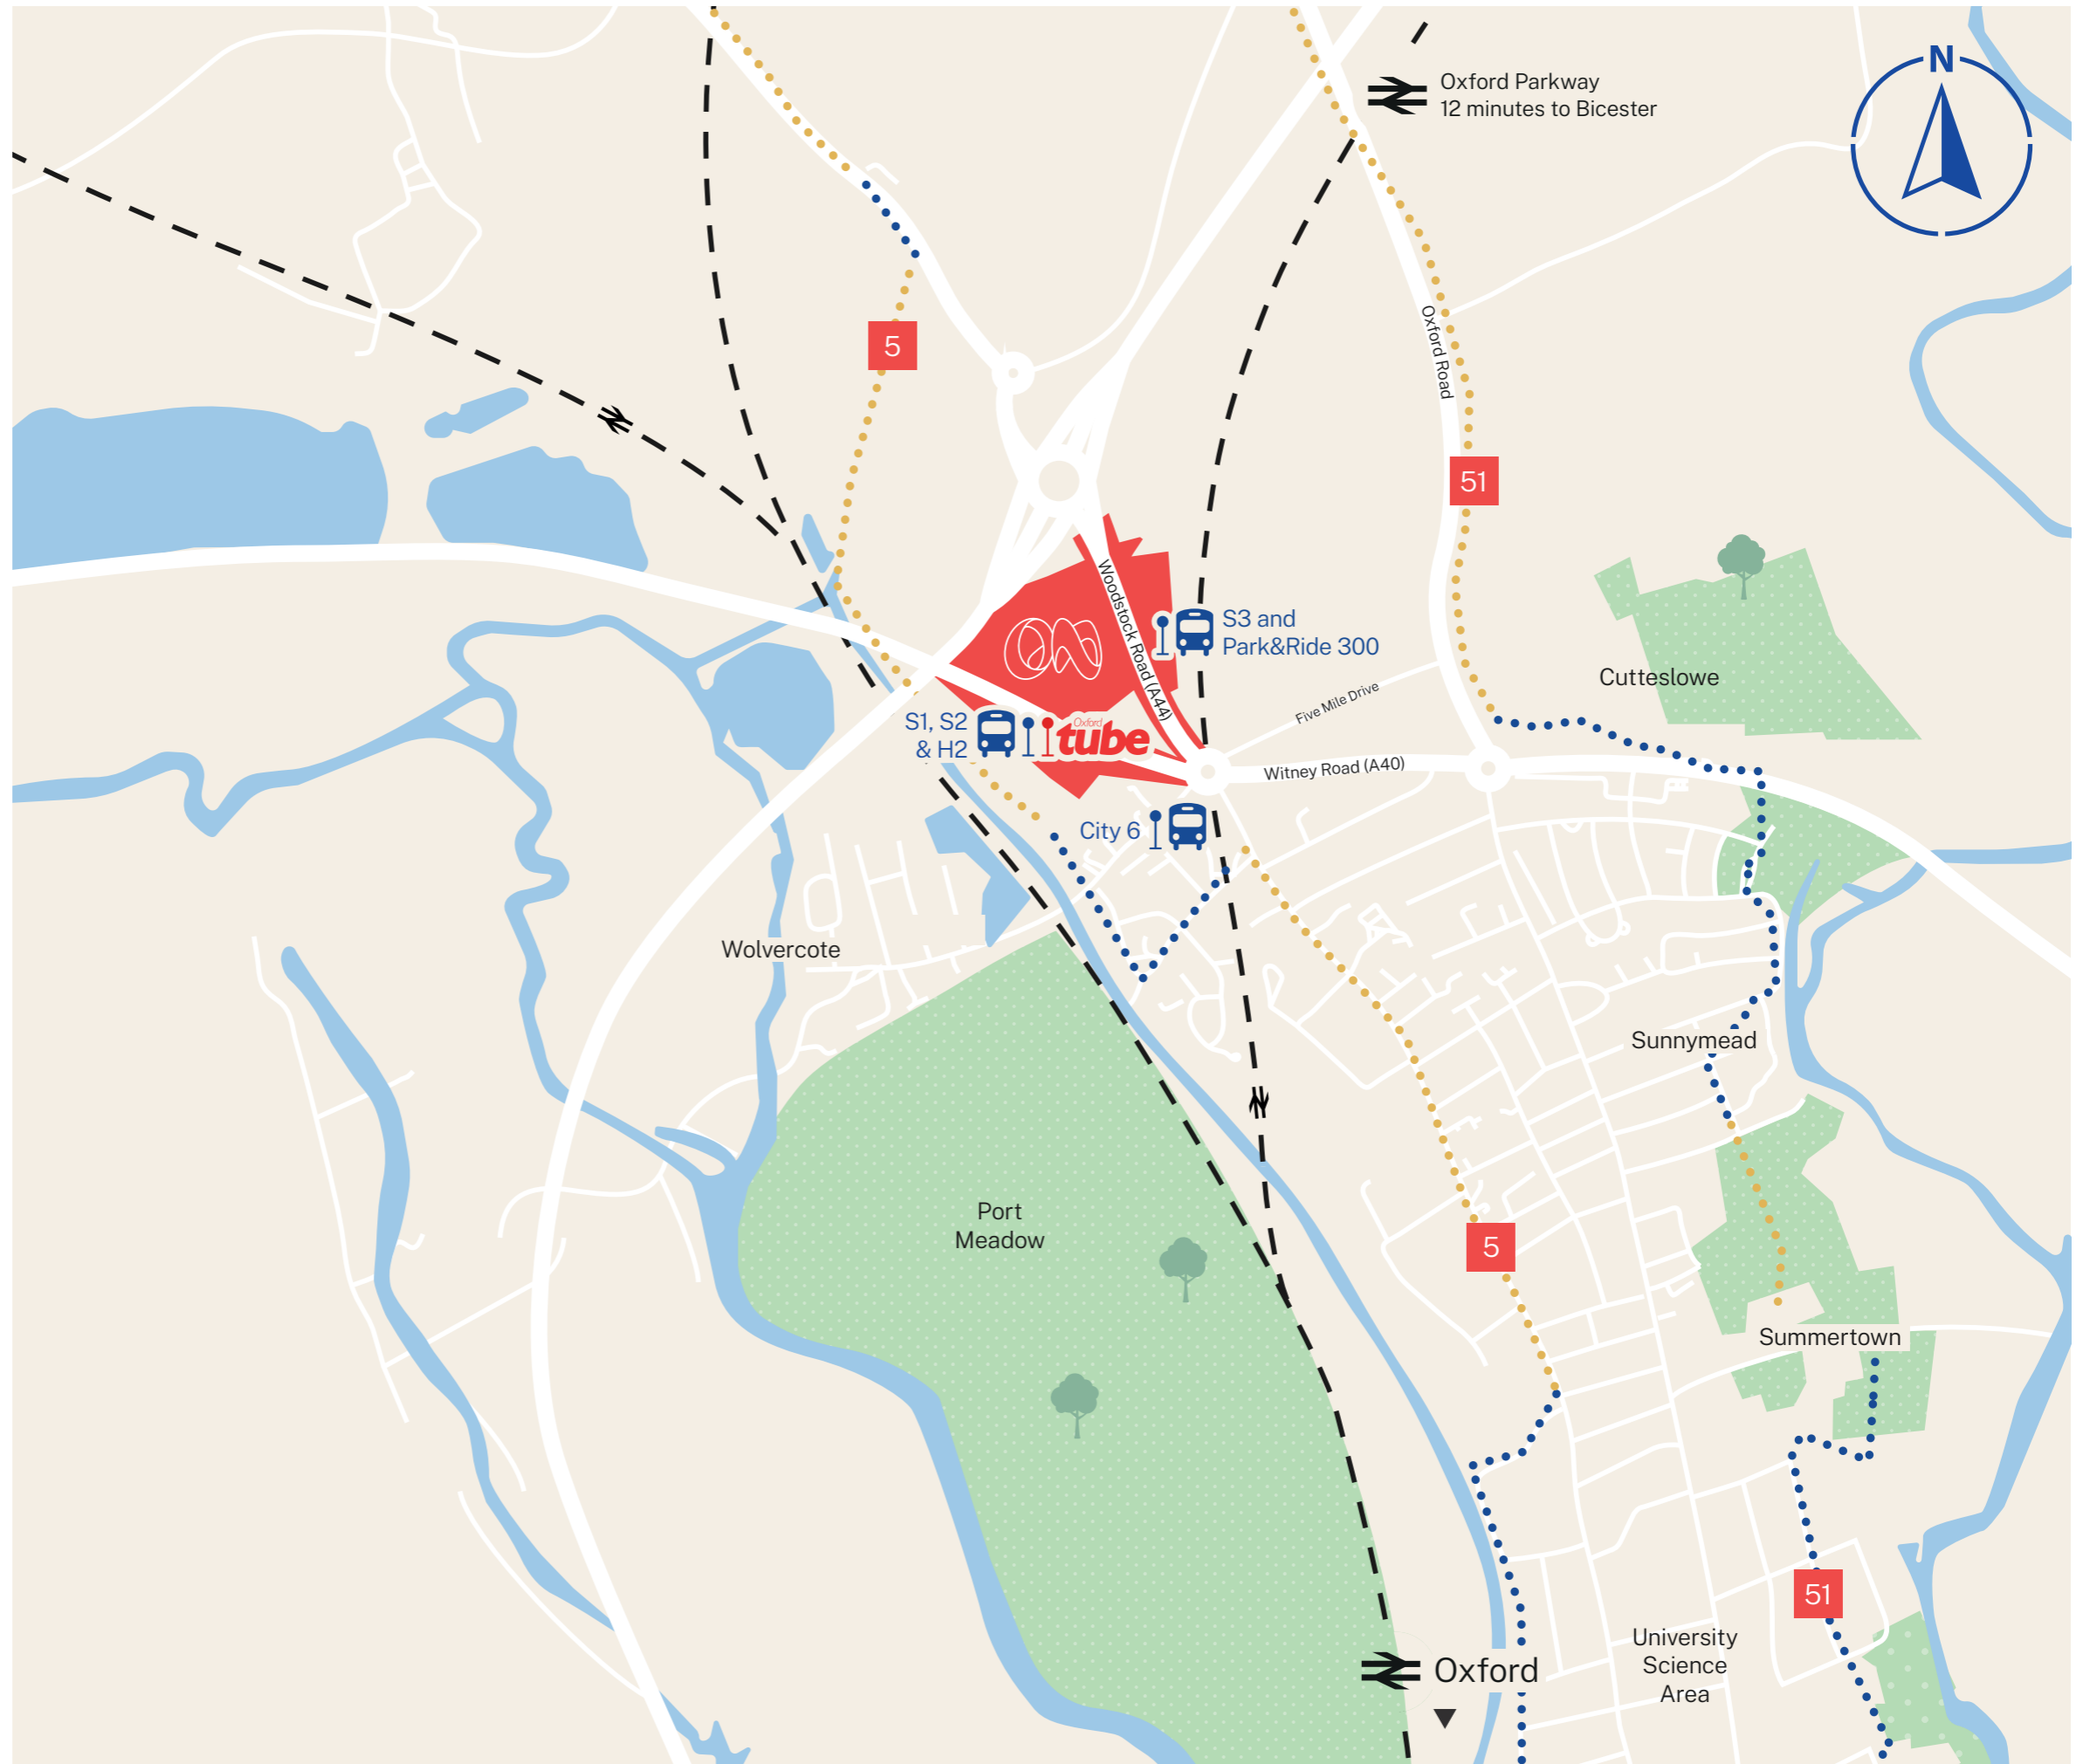 N
Oxford Parkway
12 minutes to Bicester
5
Oxford Road
51
Woodstock Road (A44)
S3 and
Park&Ride 300
Cutteslowe
Five Mile Drive
S1, S2
& H2
Oxford
tube
Witney Road (A40)
City 6
Wolvercote
Sunnymead
Port
Meadow
5
Summertown
51
University
Science
Area
Oxford